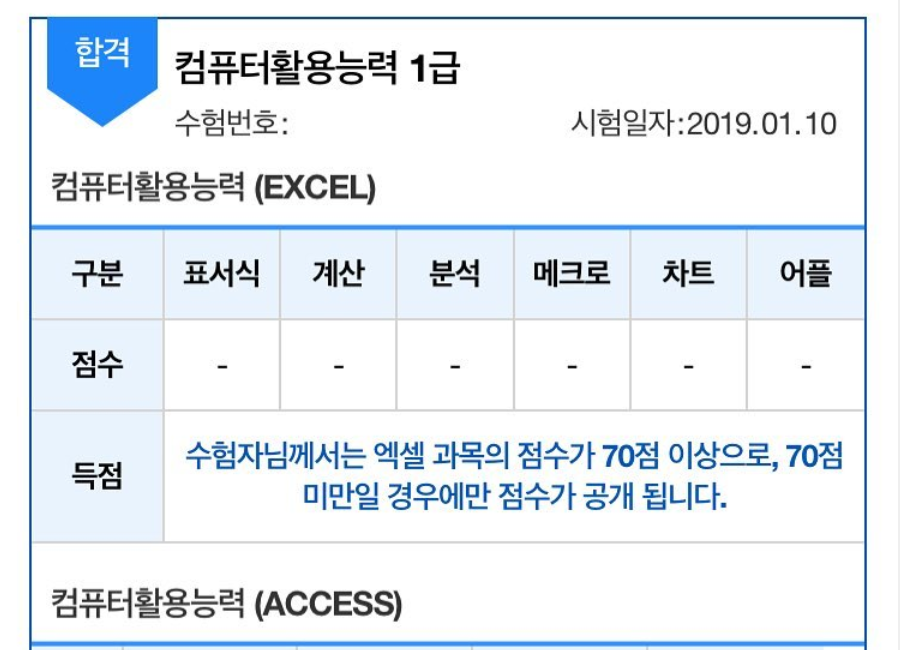 합격
컴퓨터활용능력 1급
수험번호: 시험일자:2019.01.10
컴퓨터활용능력 (EXCEL)
구분 표서식 계산 분석 메크로 차트 어플
점수 - - - - - -
득점 수험자님께서는 엑셀 과목의 점수가 70점 이상으로, 70점
미만일 경우에만 점수가 공개 됩니다.
컴퓨터활용능력 (ACCESS)